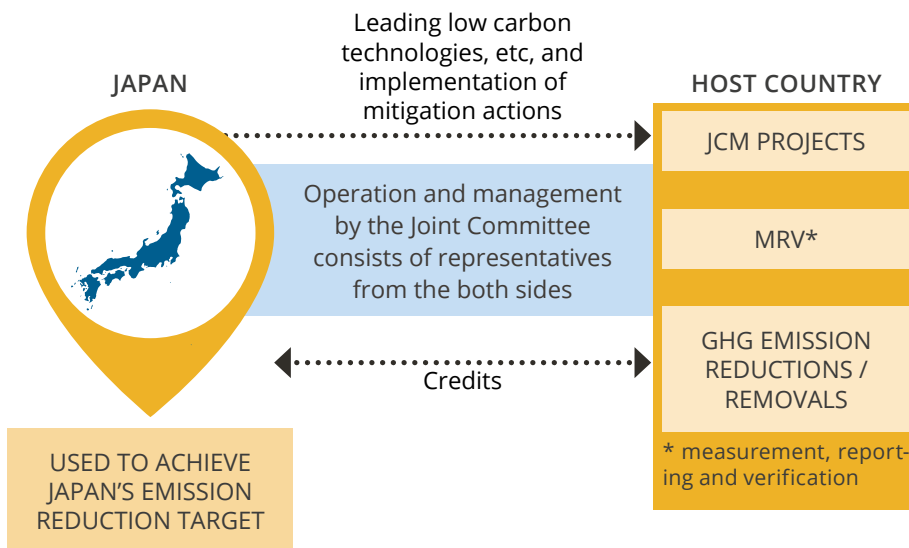 Leading low carbon
technologies, etc, and
implementation of
mitigation actions
JAPAN
HOST COUNTRY
JCM PROJECTS
Operation and management
by the Joint Committee
consists of representatives
from the both sides
MRV*
GHG EMISSION
REDUCTIONS /
REMOVALS
Credits
* measurement, report-
ing and verification
USED TO ACHIEVE
JAPAN'S EMISSION
REDUCTION TARGET